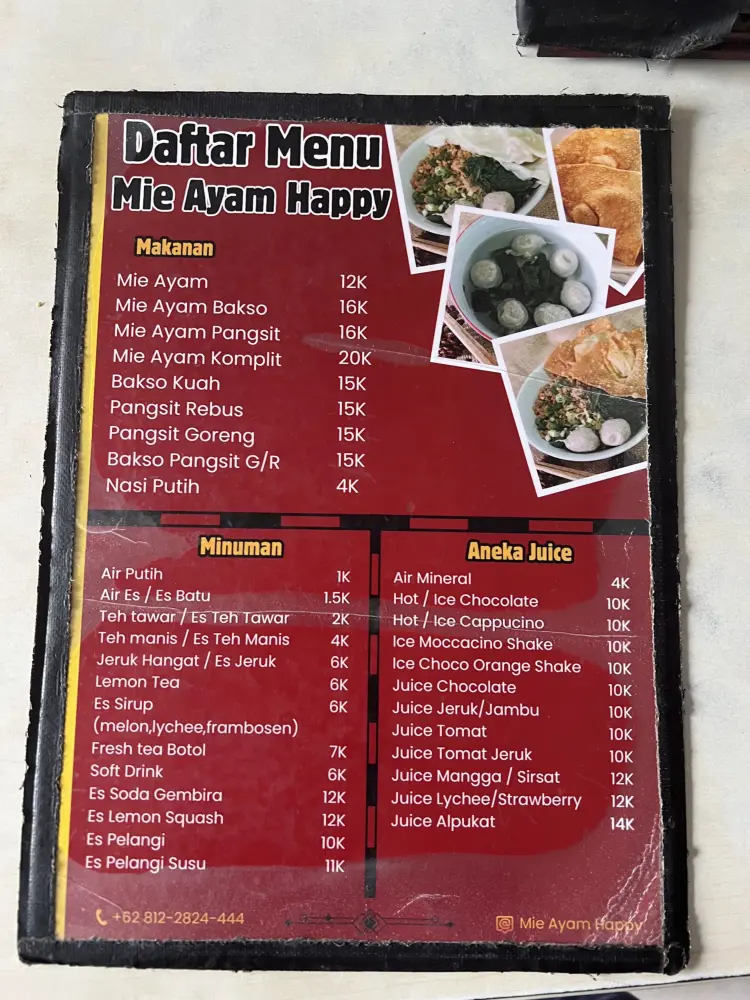 Daftar Menu
Mie Ayam Happy
Makanan
Mie Ayam 12K
Mie Ayam Bakso 16K
Mie Ayam Pangsit 16K
Mie Ayam Komplit 20K
Bakso Kuah 15K
Pangsit Rebus 15K
Pangsit Goreng 15K
Bakso Pangsit G/R 15K
Nasi Putih 4K
Minuman
Air Putih 1K
Air Es / Es Batu 1.5K
Teh tawar / Es Teh Tawar 2K
Teh manis / Es Teh Manis 4K
Jeruk Hangat / Es Jeruk 6K
Lemon Tea 6K
Es Sirup 6K
(melon,lychee,frambosen)
Fresh tea Botol 7K
Soft Drink 6K
Es Soda Gembira 12K
Es Lemon Squash 12K
Es Pelangi 10K
Es Pelangi Susu 11K
Aneka Juice
Air Mineral 4K
Hot / Ice Chocolate 10K
Hot / Ice Cappucino 10K
Ice Moccacino Shake 10K
Ice Choco Orange Shake 10K
Juice Chocolate 10K
Juice Jeruk/Jambu 10K
Juice Tomat 10K
Juice Tomat Jeruk 10K
Juice Mangga / Sirsat 12K
Juice Lychee/Strawberry 12K
Juice Alpukat 14K
+62 812-2824-444
Mie Ayam Happy